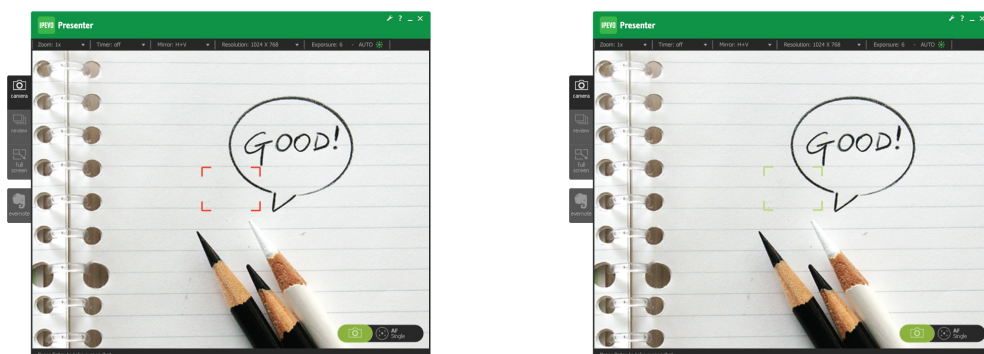 IPEVO Presenter
? _ ×
Zoom: 1x Timer: off Mirror: H+V Resolution: 1024 X 768 Exporsure: 6 - AUTO
camera
review
full
screen
evernote
GOOD!
AF
Single
IPEVO Presenter
? _ ×
Zoom: 1x Timer: off Mirror: H+V Resolution: 1024 X 768 Exporsure: 6 - AUTO
camera
review
full
screen
evernote
GOOD!
AF
Single